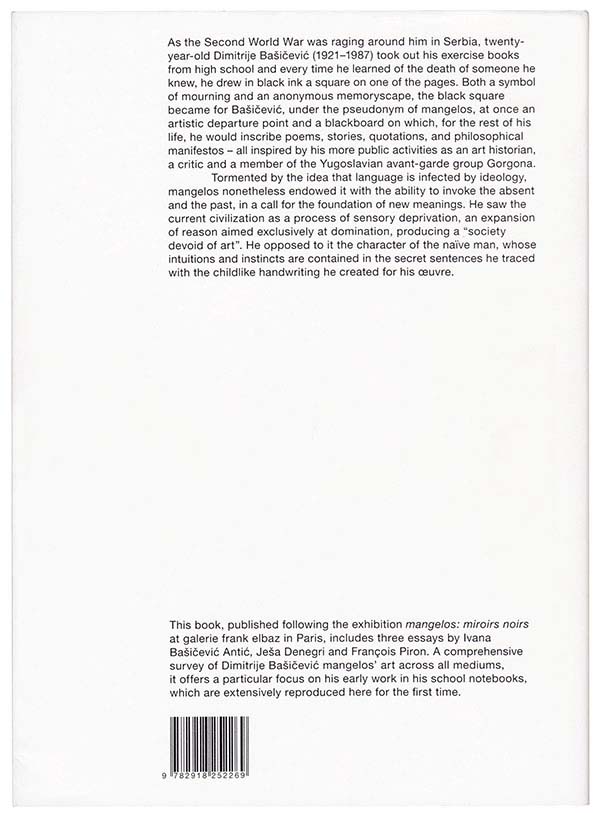 As the Second World War was raging around him in Serbia, twenty-
year-old Dimitrije Bašičević (1921–1987) took out his exercise books
from high school and every time he learned of the death of someone he
knew, he drew in black ink a square on one of the pages. Both a symbol
of mourning and an anonymous memoryscape, the black square
became for Bašičević, under the pseudonym of mangelos, at once an
artistic departure point and a blackboard on which, for the rest of his
life, he would inscribe poems, stories, quotations, and philosophical
manifestos – all inspired by his more public activities as an art historian,
a critic and a member of the Yugoslavian avant-garde group Gorgona.
Tormented by the idea that language is infected by ideology,
mangelos nonetheless endowed it with the ability to invoke the absent
and the past, in a call for the foundation of new meanings. He saw the
current civilization as a process of sensory deprivation, an expansion
of reason aimed exclusively at domination, producing a “society
devoid of art”. He opposed to it the character of the naïve man, whose
intuitions and instincts are contained in the secret sentences he traced
with the childlike handwriting he created for his œuvre.
This book, published following the exhibition mangelos: miroirs noirs
at galerie frank elbaz in Paris, includes three essays by Ivana
Bašičević Antić, Ješa Denegri and François Piron. A comprehensive
survey of Dimitrije Bašičević mangelos’ art across all mediums,
it offers a particular focus on his early work in his school notebooks,
which are extensively reproduced here for the first time.
9 782918 252269